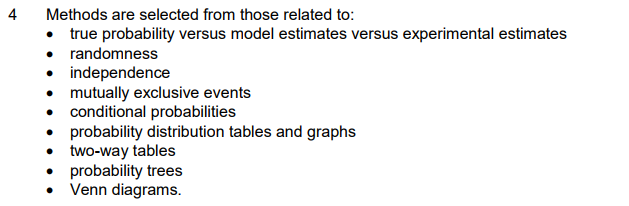 4 Methods are selected from those related to:
• true probability versus model estimates versus experimental estimates
• randomness
• independence
• mutually exclusive events
• conditional probabilities
• probability distribution tables and graphs
• two-way tables
• probability trees
• Venn diagrams.